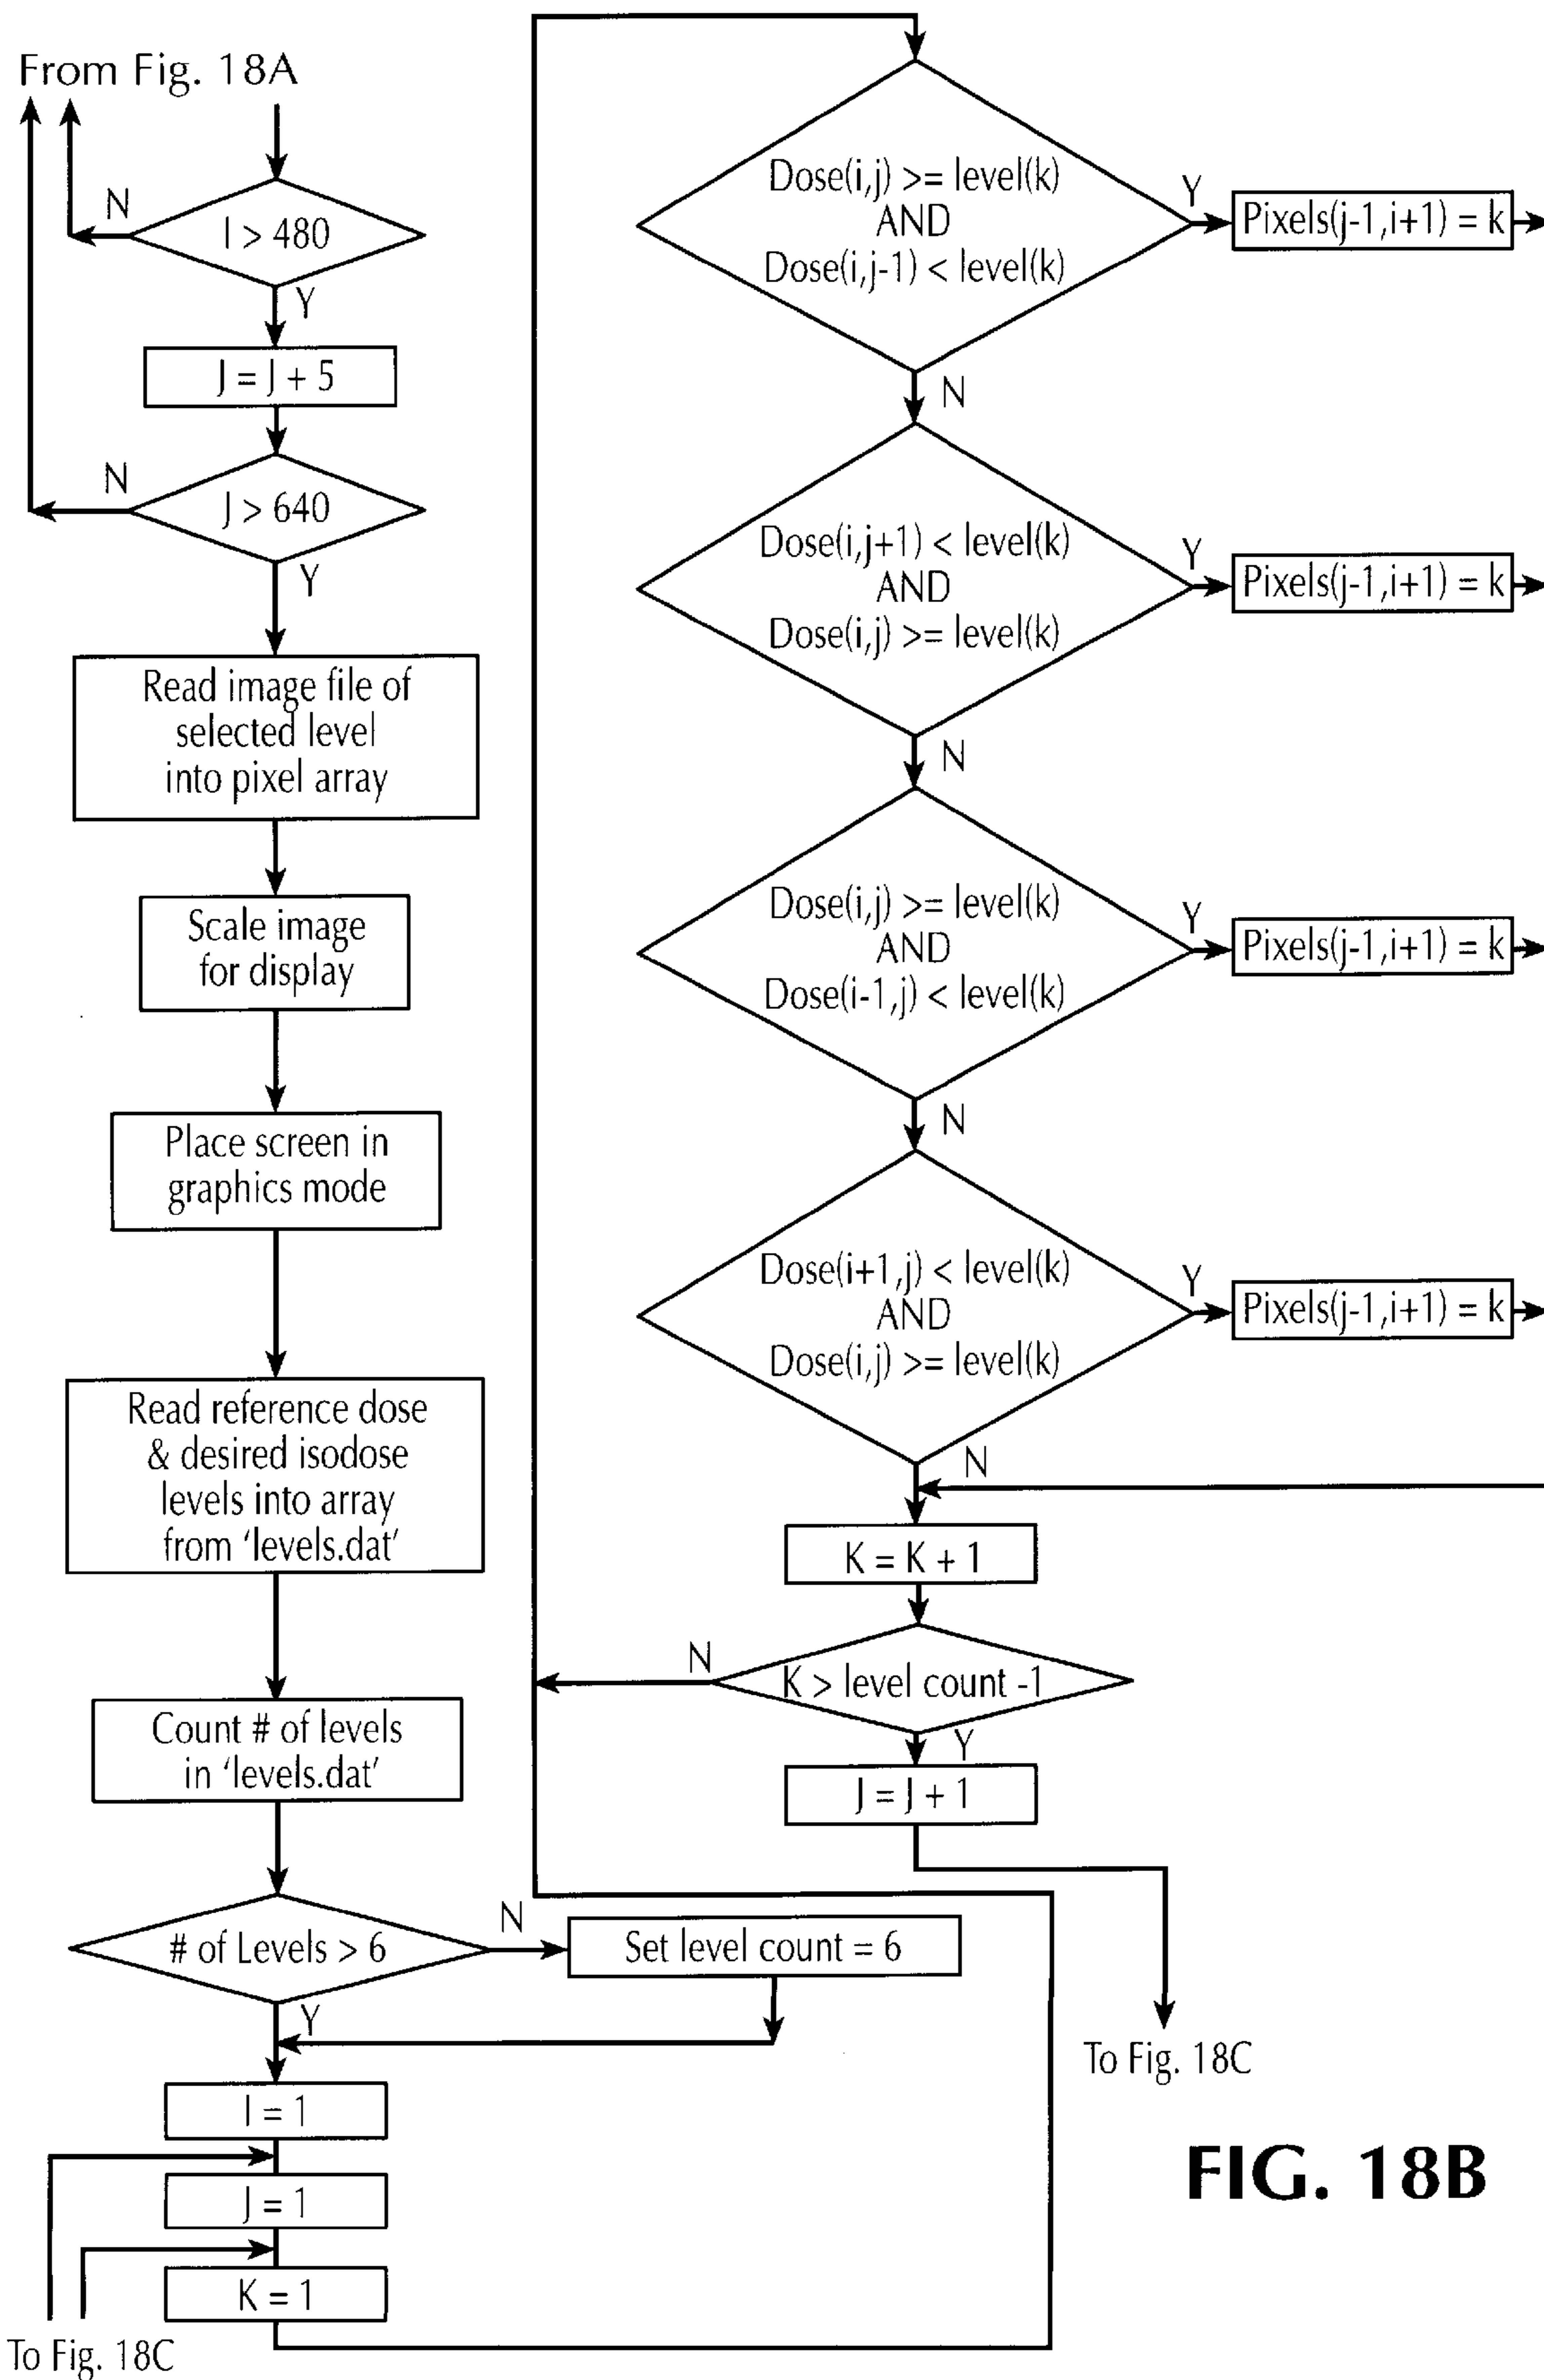 From Fig. 18A
N
I > 480
Y
J = J + 5
N
J > 640
Y
Read image file of
selected level
into pixel array
Scale image
for display
Place screen in
graphics mode
Read reference dose
& desired isodose
levels into array
from ‘levels.dat’
Count # of levels
in ‘levels.dat’
# of Levels > 6
N
Set level count = 6
Y
I = 1
J = 1
K = 1
To Fig. 18C
Dose(i,j) >= level(k)
AND
Dose(i,j-1) < level(k)
Y
Pixels(j-1,i+1) = k
N
Dose(i,j+1) < level(k)
AND
Dose(i,j) >= level(k)
Y
Pixels(j-1,i+1) = k
N
Dose(i,j) >= level(k)
AND
Dose(i-1,j) < level(k)
Y
Pixels(j-1,i+1) = k
N
Dose(i+1,j) < level(k)
AND
Dose(i,j) >= level(k)
Y
Pixels(j-1,i+1) = k
N
K = K + 1
N
K > level count -1
Y
J = J + 1
To Fig. 18C
FIG. 18B